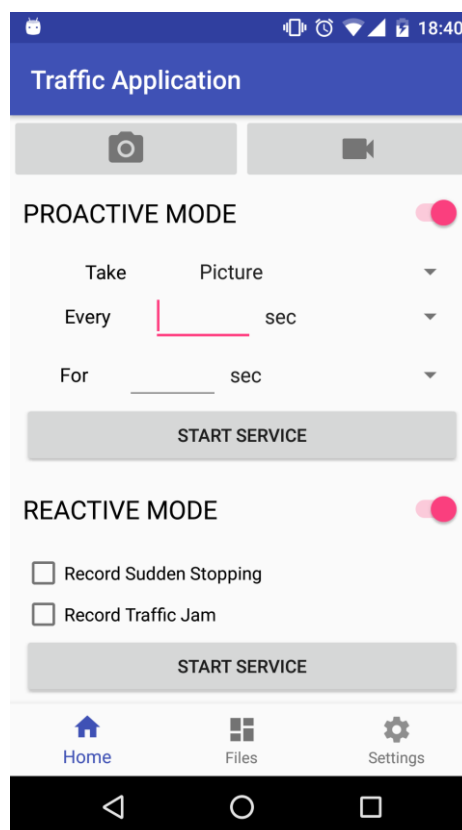 18:40
Traffic Application
PROACTIVE MODE
Take Picture
Every sec
For sec
START SERVICE
REACTIVE MODE
Record Sudden Stopping
Record Traffic Jam
START SERVICE
Home Files Settings